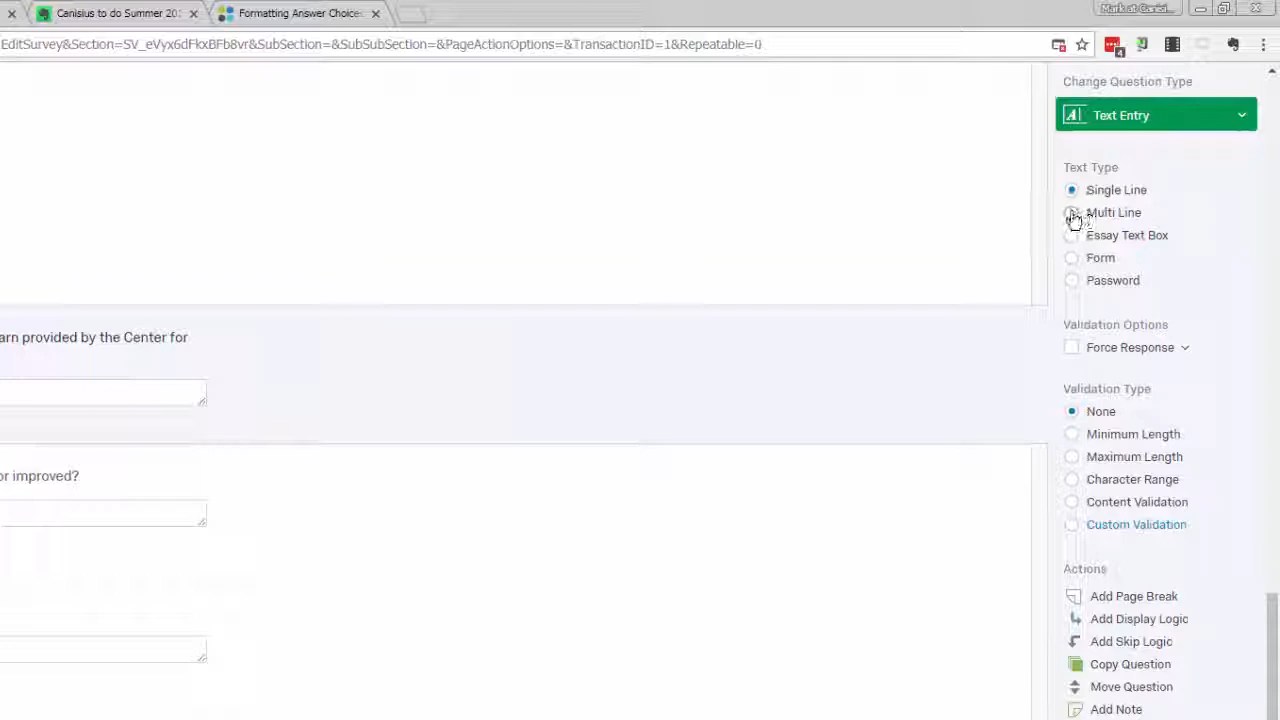 Canisius to do Summer 20
Formatting Answer Choice
EditSurvey&Section=SV_eVyx6dFkxBFb8vr&SubSection=&SubSubSection=&PageActionOptions=&TransactionID=1&Repeatable=0
4
Change Question Type
Text Entry
Text Type
Single Line
Multi Line
Essay Text Box
Form
Password
Validation Options
arn provided by the Center for
Force Response
Validation Type
None
Minimum Length
Maximum Length
or improved?
Character Range
Content Validation
Custom Validation
Actions
Add Page Break
Add Display Logic
Add Skip Logic
Copy Question
Move Question
Add Note